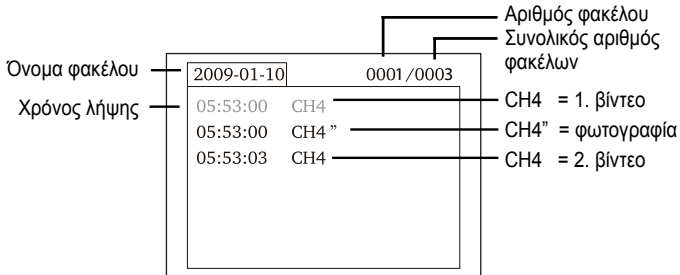 Αριθμός φακέλου
Συνολικός αριθμός
φακέλων
Όνομα φακέλου
2009-01-10
0001/0003
Χρόνος λήψης
05:53:00 CH4
CH4 = 1. βίντεο
05:53:00 CH4 ”
CH4” = φωτογραφία
05:53:03 CH4
CH4 = 2. βίντεο